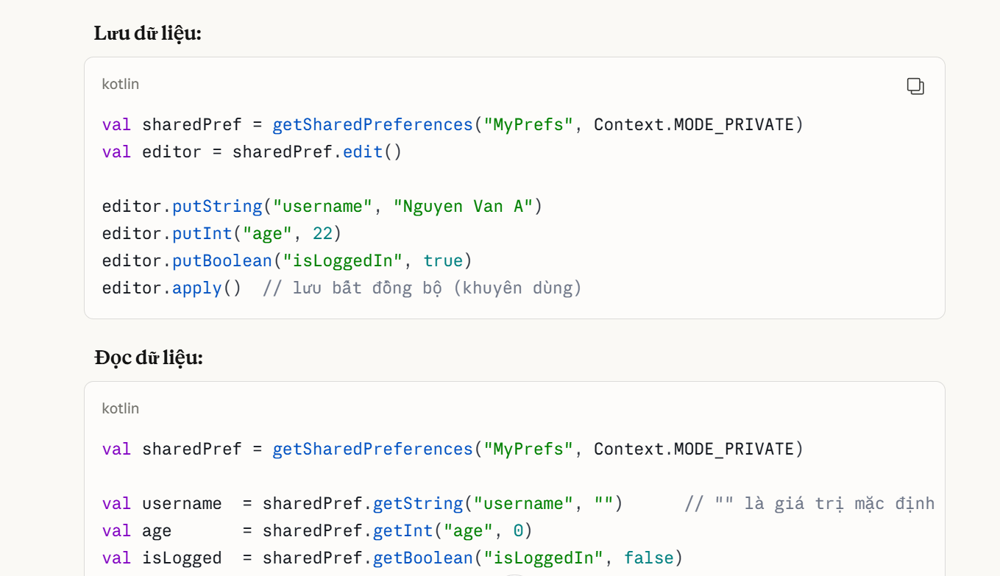 Lưu dữ liệu:
kotlin
val sharedPref = getSharedPreferences("MyPrefs", Context.MODE_PRIVATE)
val editor = sharedPref.edit()
editor.putString("username", "Nguyen Van A")
editor.putInt("age", 22)
editor.putBoolean("isLoggedIn", true)
editor.apply()  // lưu bất đồng bộ (khuyên dùng)
Đọc dữ liệu:
kotlin
val sharedPref = getSharedPreferences("MyPrefs", Context.MODE_PRIVATE)
val username  = sharedPref.getString("username", "")      // "" là giá trị mặc định
val age       = sharedPref.getInt("age", 0)
val isLogged  = sharedPref.getBoolean("isLoggedIn", false)